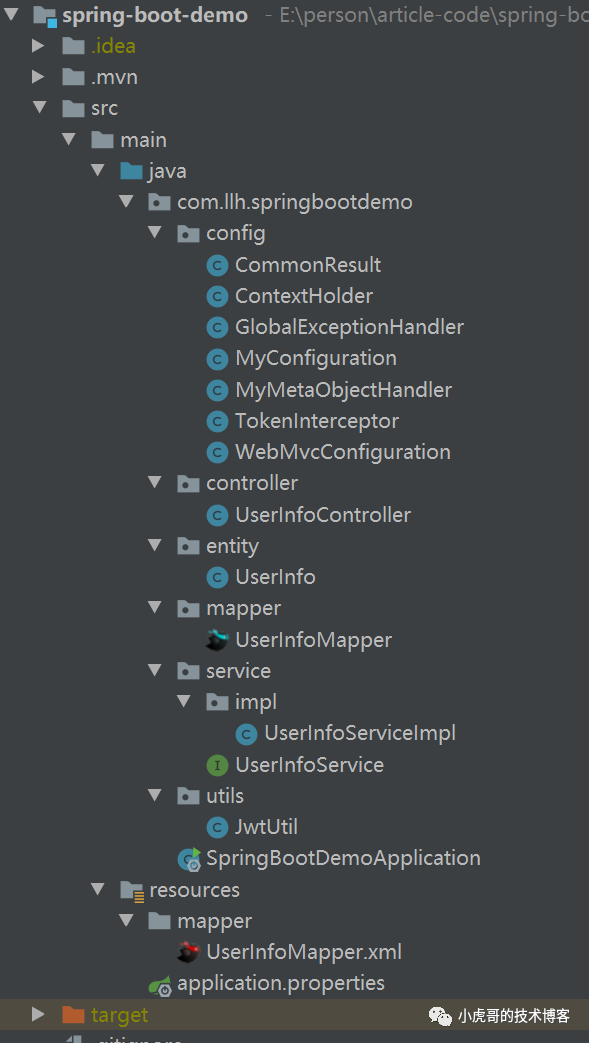 spring-boot-demo - E:\person\article-code\spring-bo
.idea
.mvn
src
main
java
com.llh.springbootdemo
config
CommonResult
ContextHolder
GlobalExceptionHandler
MyConfiguration
MyMetaObjectHandler
TokenInterceptor
WebMvcConfiguration
controller
UserInfoController
entity
UserInfo
mapper
UserInfoMapper
service
impl
UserInfoServiceImpl
UserInfoService
utils
JwtUtil
SpringBootDemoApplication
resources
mapper
UserInfoMapper.xml
application.properties
target 小虎哥的技术博客
.gitignore